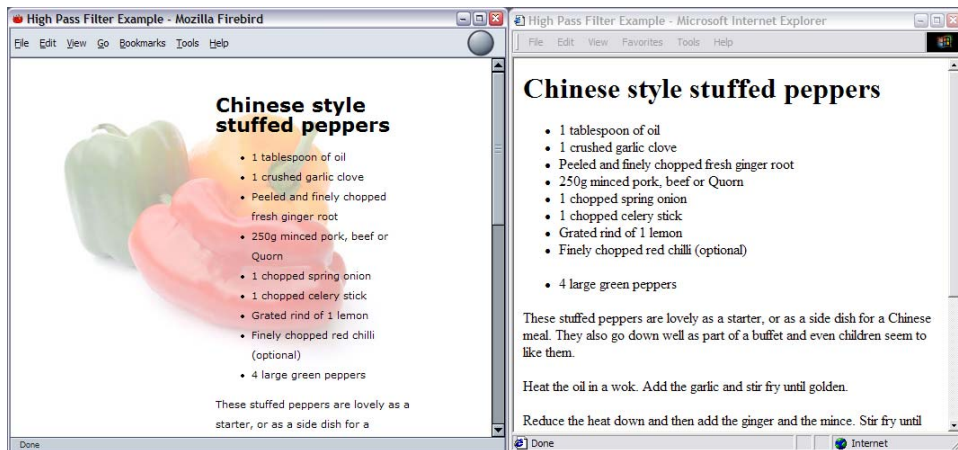 High Pass Filter Example - Mozilla Firebird
File Edit View Go Bookmarks Tools Help
Chinese style
stuffed peppers
• 1 tablespoon of oil
• 1 crushed garlic clove
• Peeled and finely chopped
fresh ginger root
• 250g minced pork, beef or
Quorn
• 1 chopped spring onion
• 1 chopped celery stick
• Grated rind of 1 lemon
• Finely chopped red chilli
(optional)
• 4 large green peppers
These stuffed peppers are lovely as a
starter, or as a side dish for a
Done
High Pass Filter Example - Microsoft Internet Explorer
File Edit View Favorites Tools Help
Chinese style stuffed peppers
• 1 tablespoon of oil
• 1 crushed garlic clove
• Peeled and finely chopped fresh ginger root
• 250g minced pork, beef or Quorn
• 1 chopped spring onion
• 1 chopped celery stick
• Grated rind of 1 lemon
• Finely chopped red chilli (optional)
• 4 large green peppers
These stuffed peppers are lovely as a starter, or as a side dish for a Chinese
meal. They also go down well as part of a buffet and even children seem to
like them.
Heat the oil in a wok. Add the garlic and stir fry until golden.
Reduce the heat down and then add the ginger and the mince. Stir fry until
Done Internet